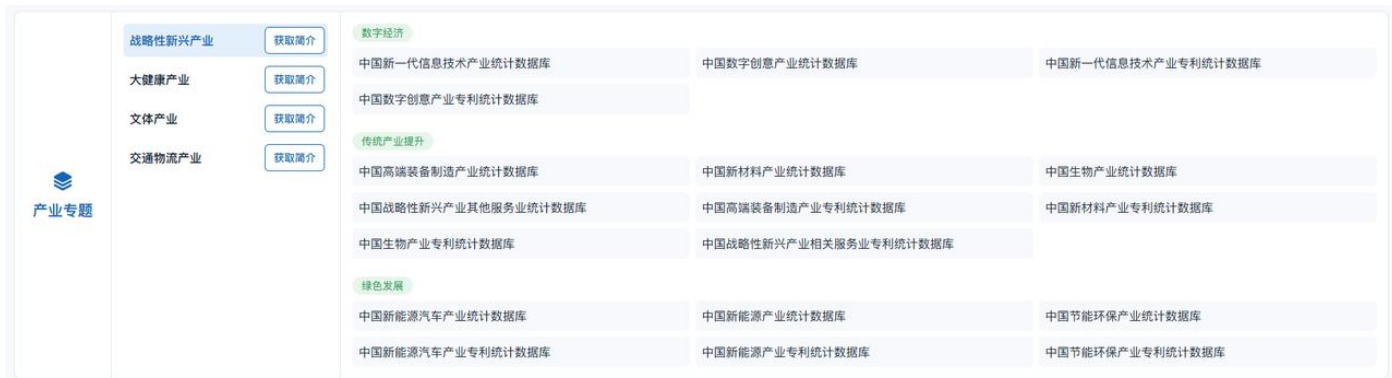 产业专题
战略性新兴产业 获取简介
大健康产业 获取简介
文体产业 获取简介
交通物流产业 获取简介
数字经济
中国新一代信息技术产业统计数据库 中国数字创意产业统计数据库 中国新一代信息技术产业专利统计数据库
中国数字创意产业专利统计数据库
传统产业提升
中国高端装备制造产业统计数据库 中国新材料产业统计数据库 中国生物产业统计数据库
中国战略性新兴产业其他服务业统计数据库 中国高端装备制造产业专利统计数据库 中国新材料产业专利统计数据库
中国生物产业专利统计数据库 中国战略性新兴产业相关服务业专利统计数据库
绿色发展
中国新能源汽车产业统计数据库 中国新能源产业统计数据库 中国节能环保产业统计数据库
中国新能源汽车产业专利统计数据库 中国新能源产业专利统计数据库 中国节能环保产业专利统计数据库